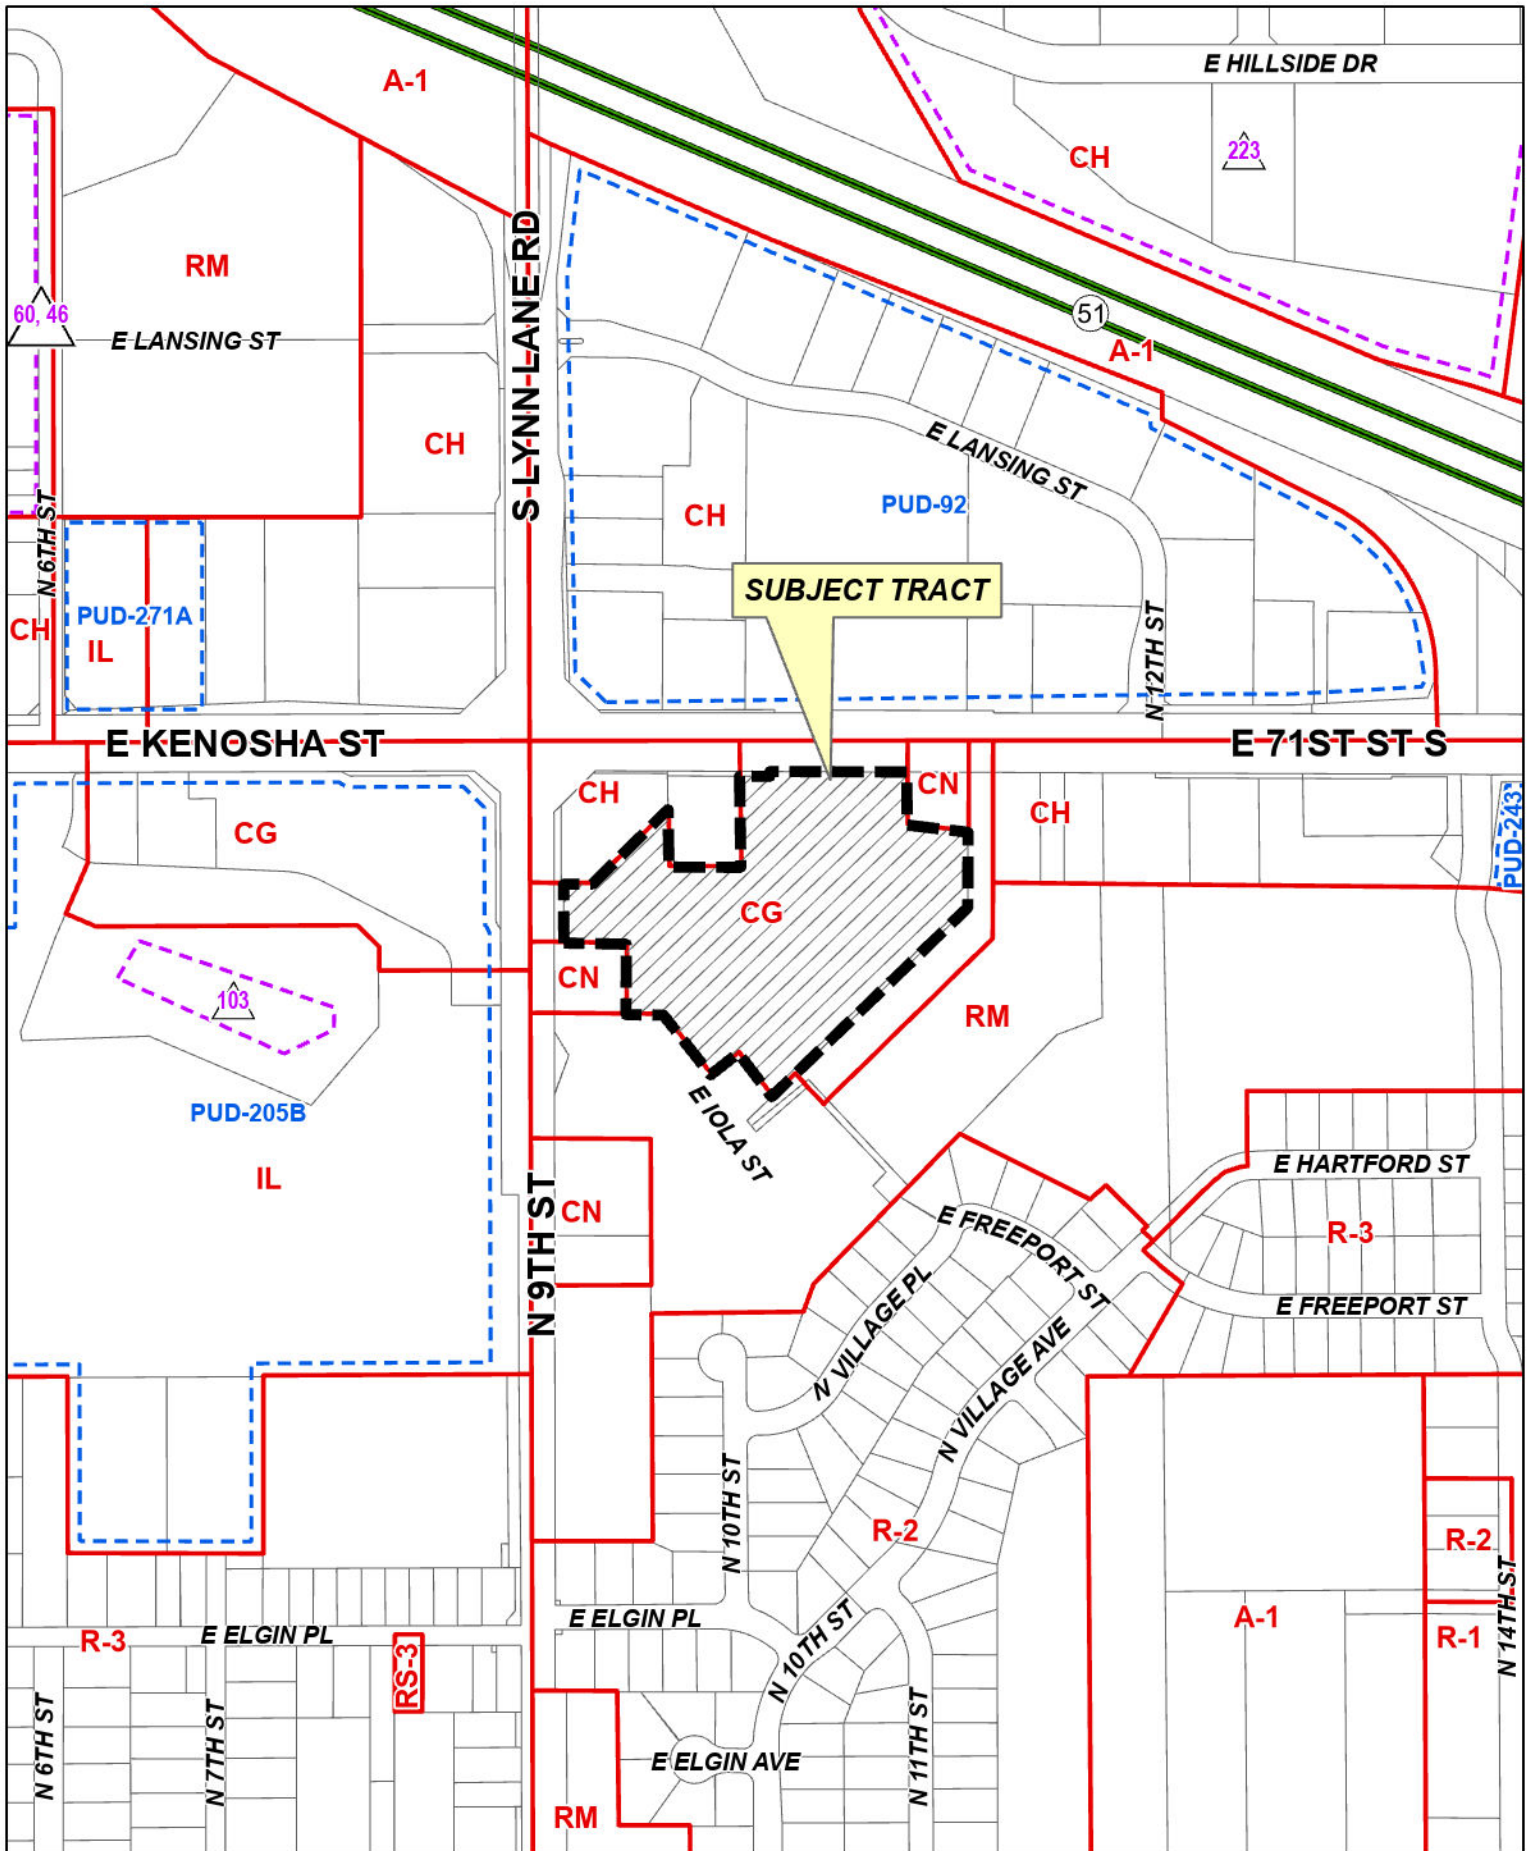 E HILLSIDE DR
A-1
CH
223
RM
S LYNN LANE RD
60, 46
E LANSING ST
51
A-1
CH
E LANSING ST
CH
PUD-92
N 6TH ST
SUBJECT TRACT
PUD-271A
CH
IL
N 12TH ST
E KENOSHA ST
E 71ST ST S
CH
CN
CH
CG
PUD-243
CG
CN
103
RM
PUD-205B
E IOLA ST
IL
E HARTFORD ST
N 9TH ST
CN
E FREEPORT ST
R-3
N VILLAGE PL
E FREEPORT ST
N VILLAGE AVE
N 10TH ST
R-2
R-2
N 14TH ST
E ELGIN PL
A-1
R-3
E ELGIN PL
R-1
RS-3
N 10TH ST
N 6TH ST
N 7TH ST
N 11TH ST
E ELGIN AVE
RM